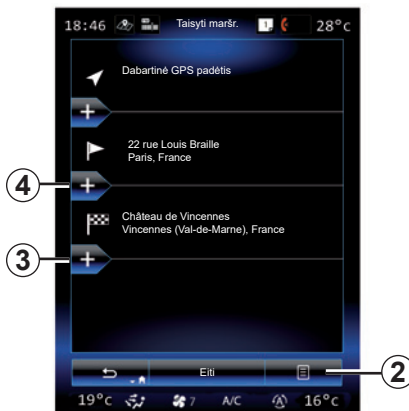 18:46 Taisyti maršr. 1 28°c
Dabartinė GPS padėtis
+
22 rue Louis Braille
Paris, France
4
+
Château de Vincennes
Vincennes (Val-de-Marne), France
3
+
Eiti
2
19°c 7 A/C A 16°c